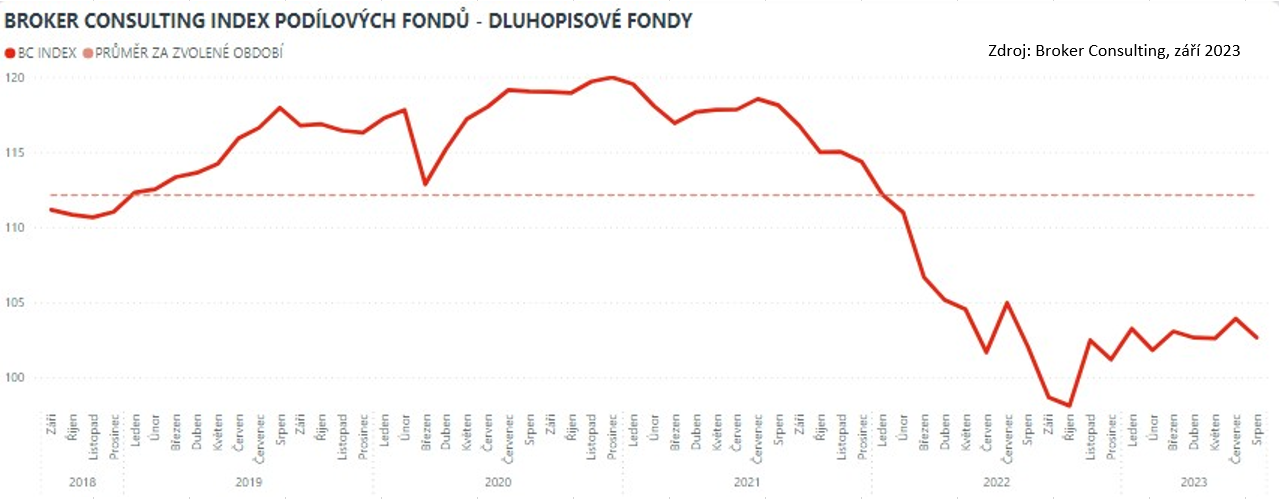 BROKER CONSULTING INDEX PODÍLOVÝCH FONDŮ - DLUHOPISOVÉ FONDY
BC INDEX PRŮMĚR ZA ZVOLENÉ OBDOBÍ
Zdroj: Broker Consulting, září 2023
120
115
110
105
100
Září Říjen Listopad Prosinec Leden Únor Březen Duben Květen Červen Červenec Srpen Září Říjen Listopad Prosinec Leden Únor Březen Duben Květen Červen Červenec Srpen Září Říjen Listopad Prosinec Leden Únor Březen Duben Květen Červen Červenec Srpen Září Říjen Listopad Prosinec Leden Únor Březen Duben Květen Červen Červenec Srpen Září Říjen Listopad Prosinec Leden Únor Březen Duben Květen Červenec Srpen
2018 2019 2020 2021 2022 2023